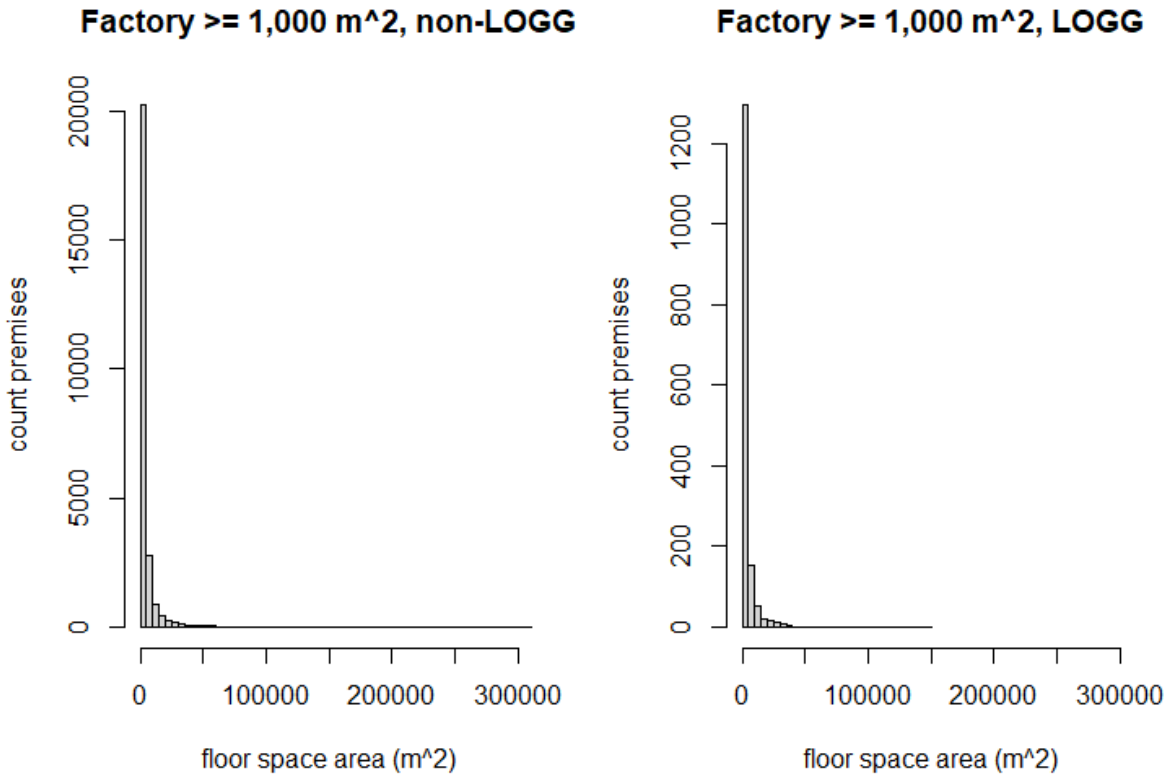 Factory >= 1,000 m^2, non-LOGG
count premises
20000
15000
10000
5000
0
0 100000 200000 300000
floor space area (m^2)
Factory >= 1,000 m^2, LOGG
count premises
1200
1000
800
600
400
200
0
0 100000 200000 300000
floor space area (m^2)